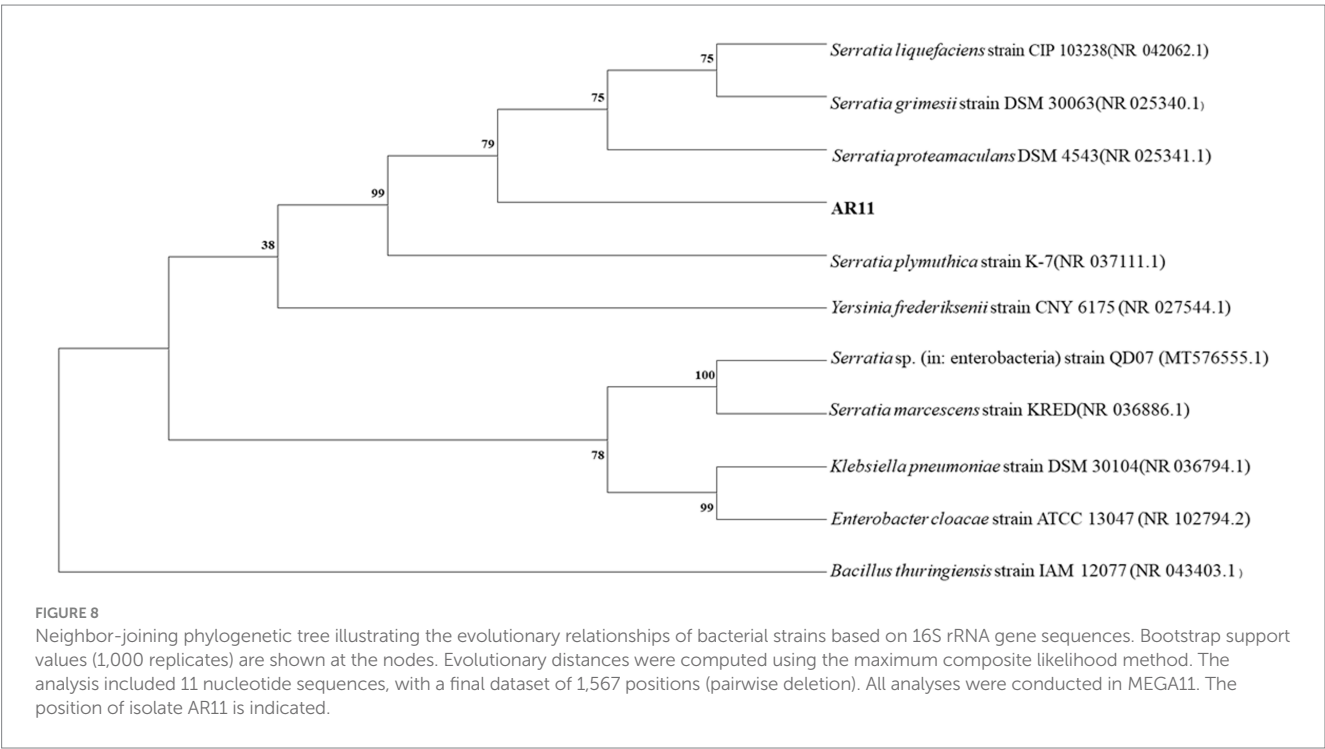 75
Serratia liquefaciens strain CIP 103238(NR 042062.1)
75
Serratia grimesii strain DSM 30063(NR 025340.1)
79
Serratia proteamaculans DSM 4543(NR 025341.1)
99
AR11
38
Serratia plymuthica strain K-7(NR 037111.1)
Yersinia frederiksenii strain CNY 6175 (NR 027544.1)
Serratia sp. (in: enterobacteria) strain QD07 (MT576555.1)
100
Serratia marcescens strain KRED(NR 036886.1)
78
Klebsiella pneumoniae strain DSM 30104(NR 036794.1)
99
Enterobacter cloacae strain ATCC 13047 (NR 102794.2)
Bacillus thuringiensis strain IAM 12077 (NR 043403.1)
FIGURE 8
Neighbor-joining phylogenetic tree illustrating the evolutionary relationships of bacterial strains based on 16S rRNA gene sequences. Bootstrap support
values (1,000 replicates) are shown at the nodes. Evolutionary distances were computed using the maximum composite likelihood method. The
analysis included 11 nucleotide sequences, with a final dataset of 1,567 positions (pairwise deletion). All analyses were conducted in MEGA11. The
position of isolate AR11 is indicated.